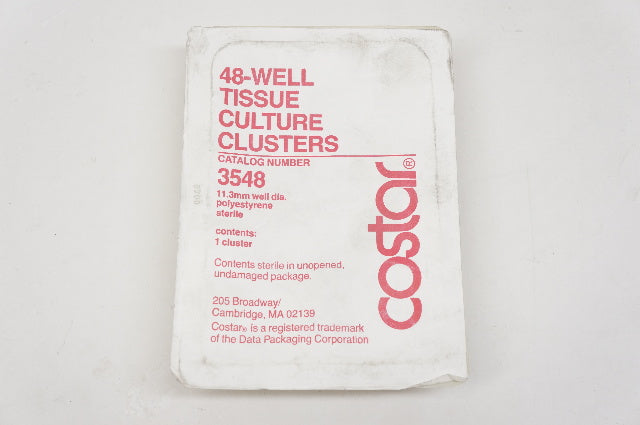 48-WELL
TISSUE
CULTURE
CLUSTERS
CATALOG NUMBER
3548
11.3mm well dia.
polyestyrene
sterile
contents:
1 cluster
Contents sterile in unopened,
undamaged package.
205 Broadway/
Cambridge, MA 02139
Costar® is a registered trademark
of the Data Packaging Corporation
costar®